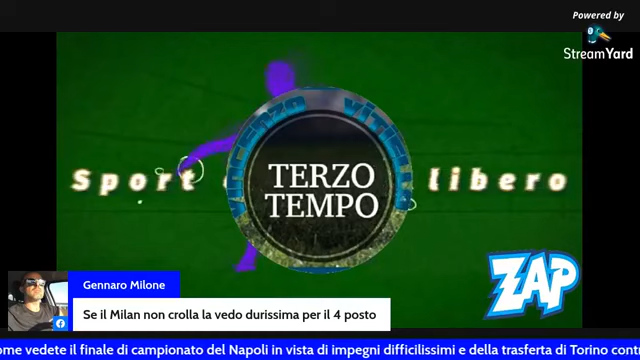 Powered by
StreamYard
VINCENZO VITIELLO
Sport libero
TERZO
TEMPO
ZAP
Gennaro Milone
Se il Milan non crolla la vedo durissima per il 4 posto
ome vedete il finale di campionato del Napoli in vista di impegni difficilissimi e della trasferta di Torino cont